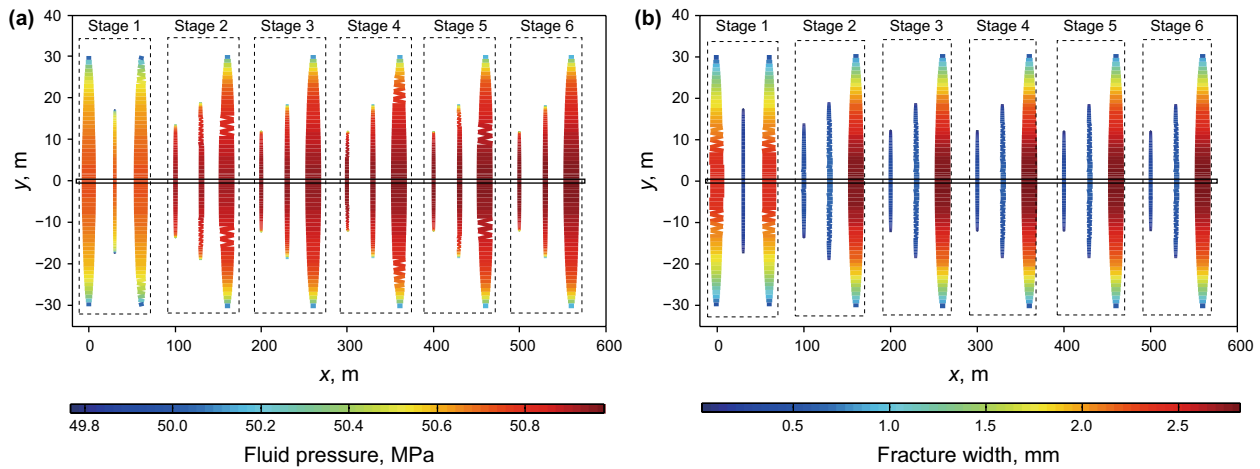 (a)
Stage 1 Stage 2 Stage 3 Stage 4 Stage 5 Stage 6
40
30
20
10
0
−10
−20
−30
y, m
0 100 200 300 400 500 600
x, m
49.8 50.0 50.2 50.4 50.6 50.8
Fluid pressure, MPa
(b)
Stage 1 Stage 2 Stage 3 Stage 4 Stage 5 Stage 6
40
30
20
10
0
−10
−20
−30
y, m
0 100 200 300 400 500 600
x, m
0.5 1.0 1.5 2.0 2.5
Fracture width, mm